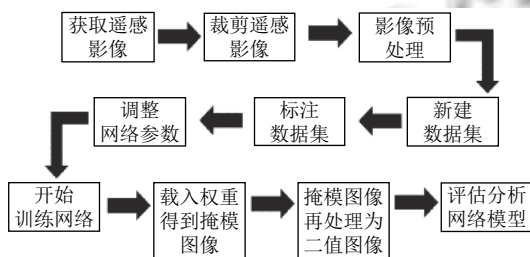 获取遥感
影像
裁剪遥感
影像
影像预
处理
新建
数据集
标注
数据集
调整
网络参数
开始
训练网络
载入权重
得到掩模
图像
掩模图像
再处理为
二值图像
评估分析
网络模型